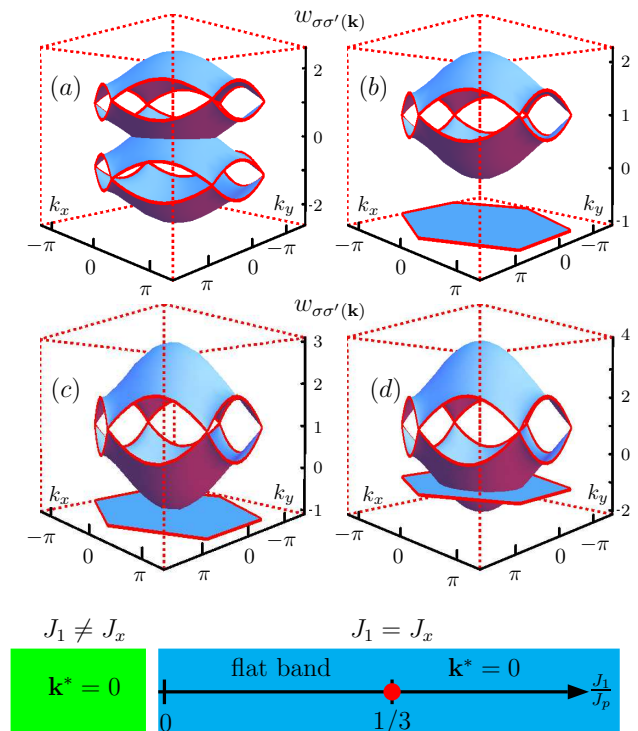 w_{σσ′(𝐤)}
(a)
2
0
-2
k_x
k_y
−π
0
π
π
0
−π
(b)
2
1
0
-1
k_x
k_y
−π
0
π
π
0
−π
w_{σσ′(𝐤)}
(c)
3
2
1
0
-1
k_x
k_y
−π
0
π
π
0
−π
(d)
4
2
0
-2
k_x
k_y
−π
0
π
π
0
−π
J_1 ≠ J_x
J_1 = J_x
𝐤* = 0
flat band
𝐤* = 0
J_1/J_p
0
1/3